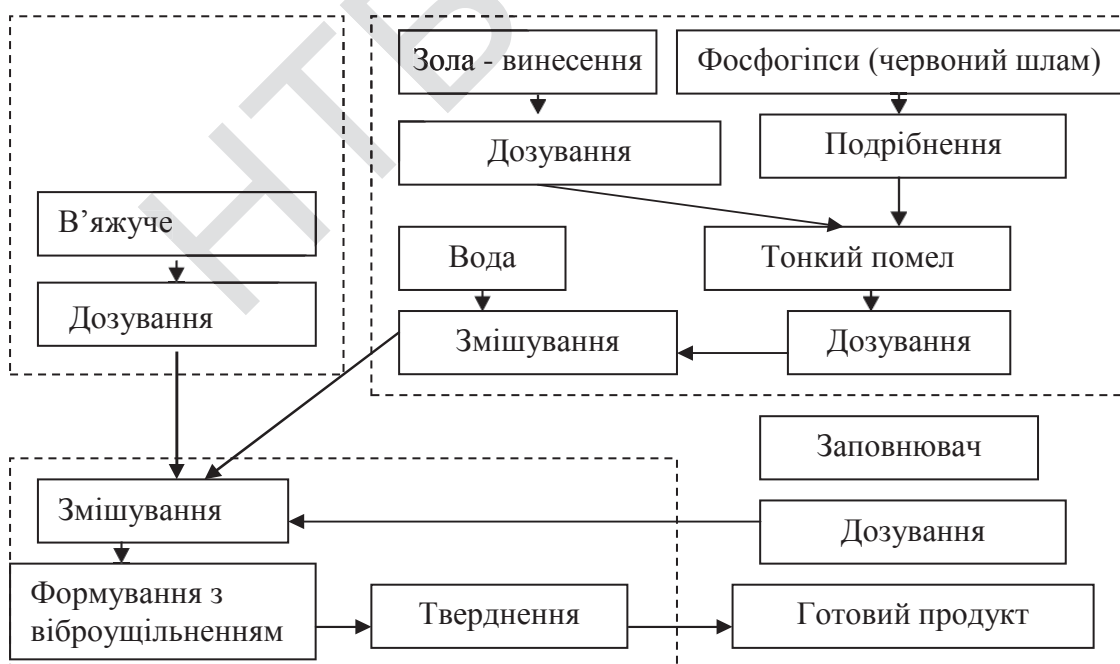 НТБ
Зола - винесення
Фосфогіпси (червоний шлам)
Дозування
Подрібнення
В’яжуче
Вода
Тонкий помел
Дозування
Змішування
Дозування
Заповнювач
Змішування
Дозування
Формування з
віброущільненням
Тверднення
Готовий продукт